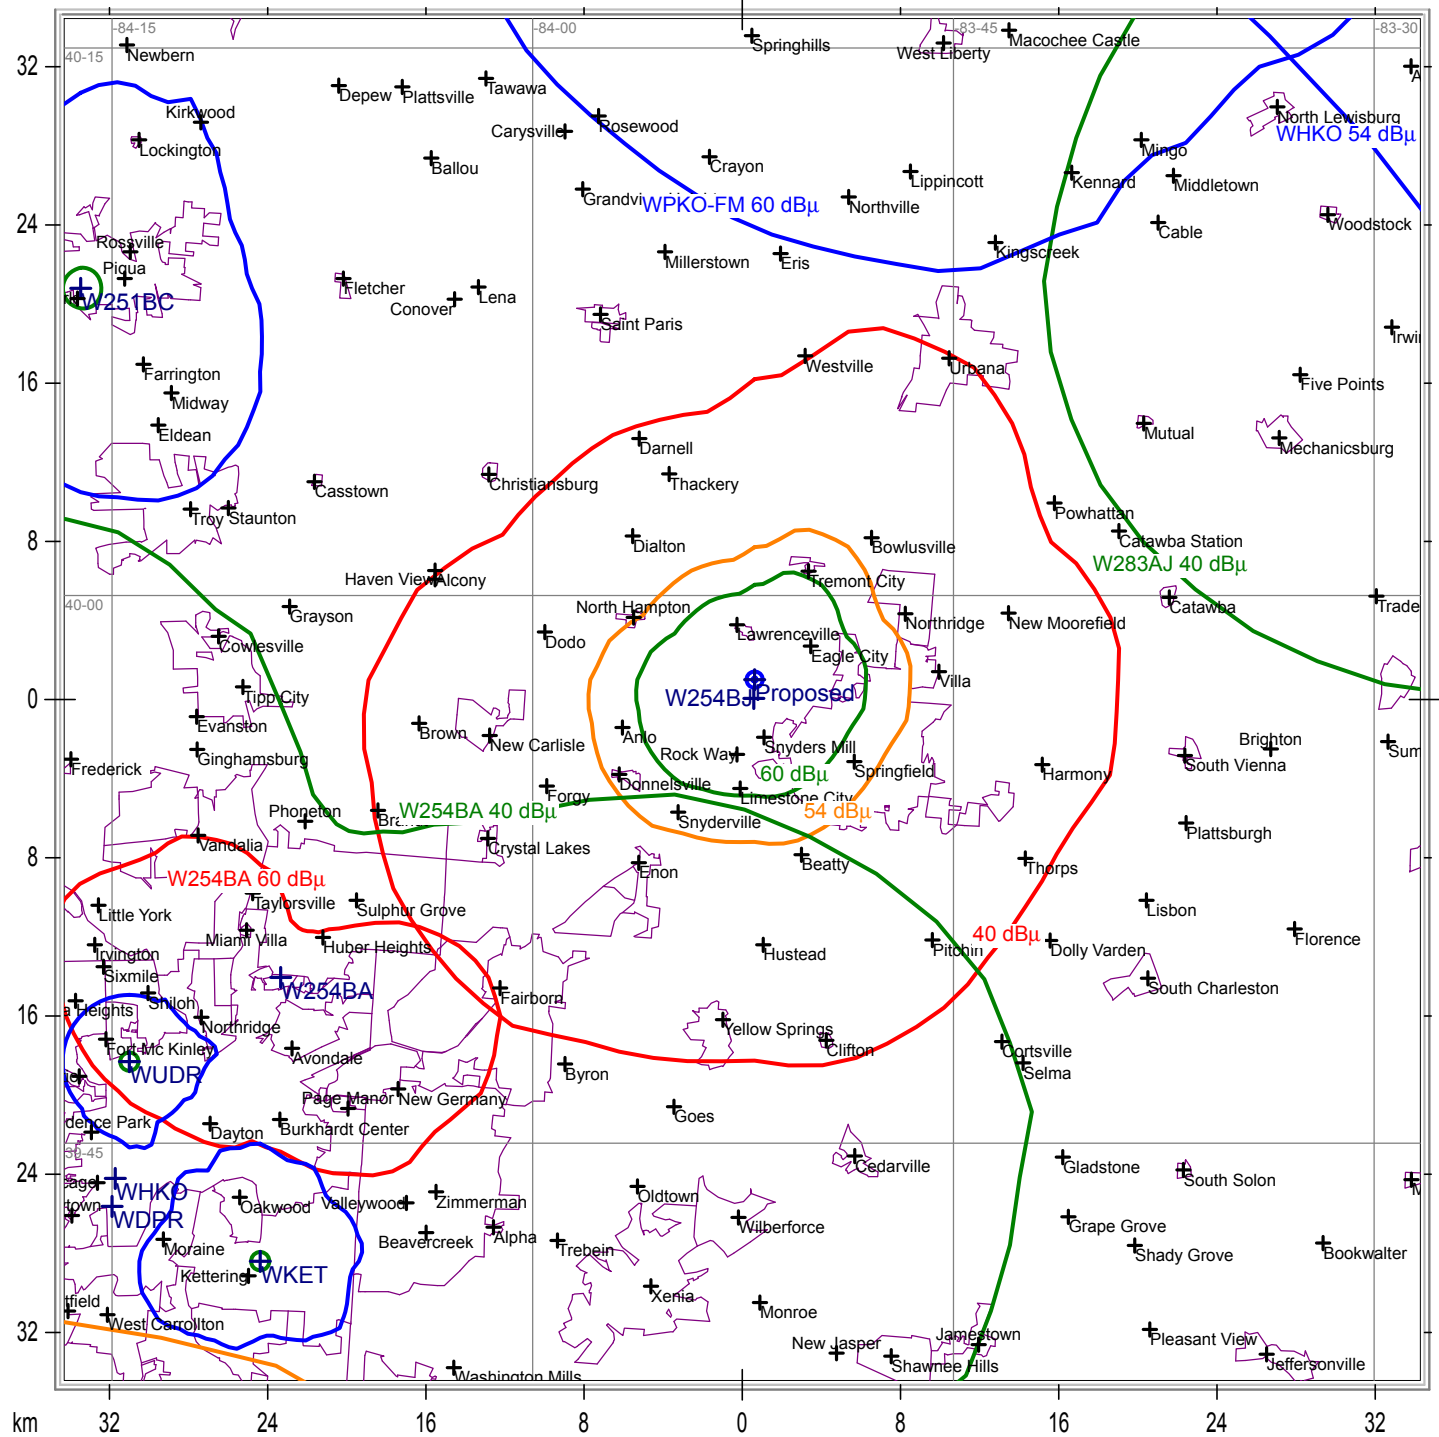 -84-15
-84-00
-83-45
-83-30
Macochee Castle
Springhills
West Liberty
Newbern
40-15
32
Depew
Plattsville
Tawawa
Kirkwood
North Lewisburg
Carysville
Rosewood
WHKO 54 dBµ
Lockington
Mingo
Ballou
Crayon
Lippincott
Kennard
Middletown
WPKO-FM 60 dBµ
Northville
24
Woodstock
Cable
Rossville
Kingscreek
Millerstown
Eris
Piqua
Fletcher
Conover
Lena
W251BC
Saint Paris
Westville
Urbana
Farrington
16
Five Points
Midway
Eldean
Mutual
Darnell
Mechanicsburg
Casstown
Christiansburg
Thackery
Powhattan
Troy
Staunton
8
Dialton
Bowlusville
Catawba Station
W283AJ 40 dBµ
Haven View
Alcony
Tremont City
40-00
Grayson
North Hampton
Northridge
New Moorefield
Catawba
Cowlesville
Dodo
Lawrenceville
Eagle City
Tipp City
W254BJ
Proposed
Villa
0
Evanston
Brown
New Carlisle
Anlo
Snyders Mill
Brighton
Ginghamsburg
Rock Way
Frederick
Springfield
Harmony
South Vienna
60 dBµ
Donnelsville
Forgy
Limestone City
Phoneton
W254BA 40 dBµ
54 dBµ
Snyderville
Plattsburgh
Vandalia
Crystal Lakes
8
Beatty
Enon
Thorps
W254BA 60 dBµ
Taylorsville
Little York
Sulphur Grove
Lisbon
Miami Villa
Huber Heights
40 dBµ
Florence
Irvington
Hustead
Pitchin
Dolly Varden
Sixmile
W254BA
South Charleston
Shiloh
Fairborn
Heights
16
Northridge
Yellow Springs
Fort Mc Kinley
Avondale
Clifton
Cortsville
WUDR
Byron
Selma
Page Manor
New Germany
Goes
Dayton
Burkhardt Center
39-45
Cedarville
Gladstone
24
South Solon
WHKO
Oakwood
Valleywood
Zimmerman
Oldtown
WDPR
Wilberforce
Grape Grove
Beavercreek
Alpha
Moraine
Trebein
Shady Grove
Bookwalter
Kettering
WKET
Xenia
Monroe
West Carrollton
32
New Jasper
Jamestown
Pleasant View
Shawnee Hills
Jeffersonville
Washington Mills
km
32
24
16
8
0
8
16
24
32